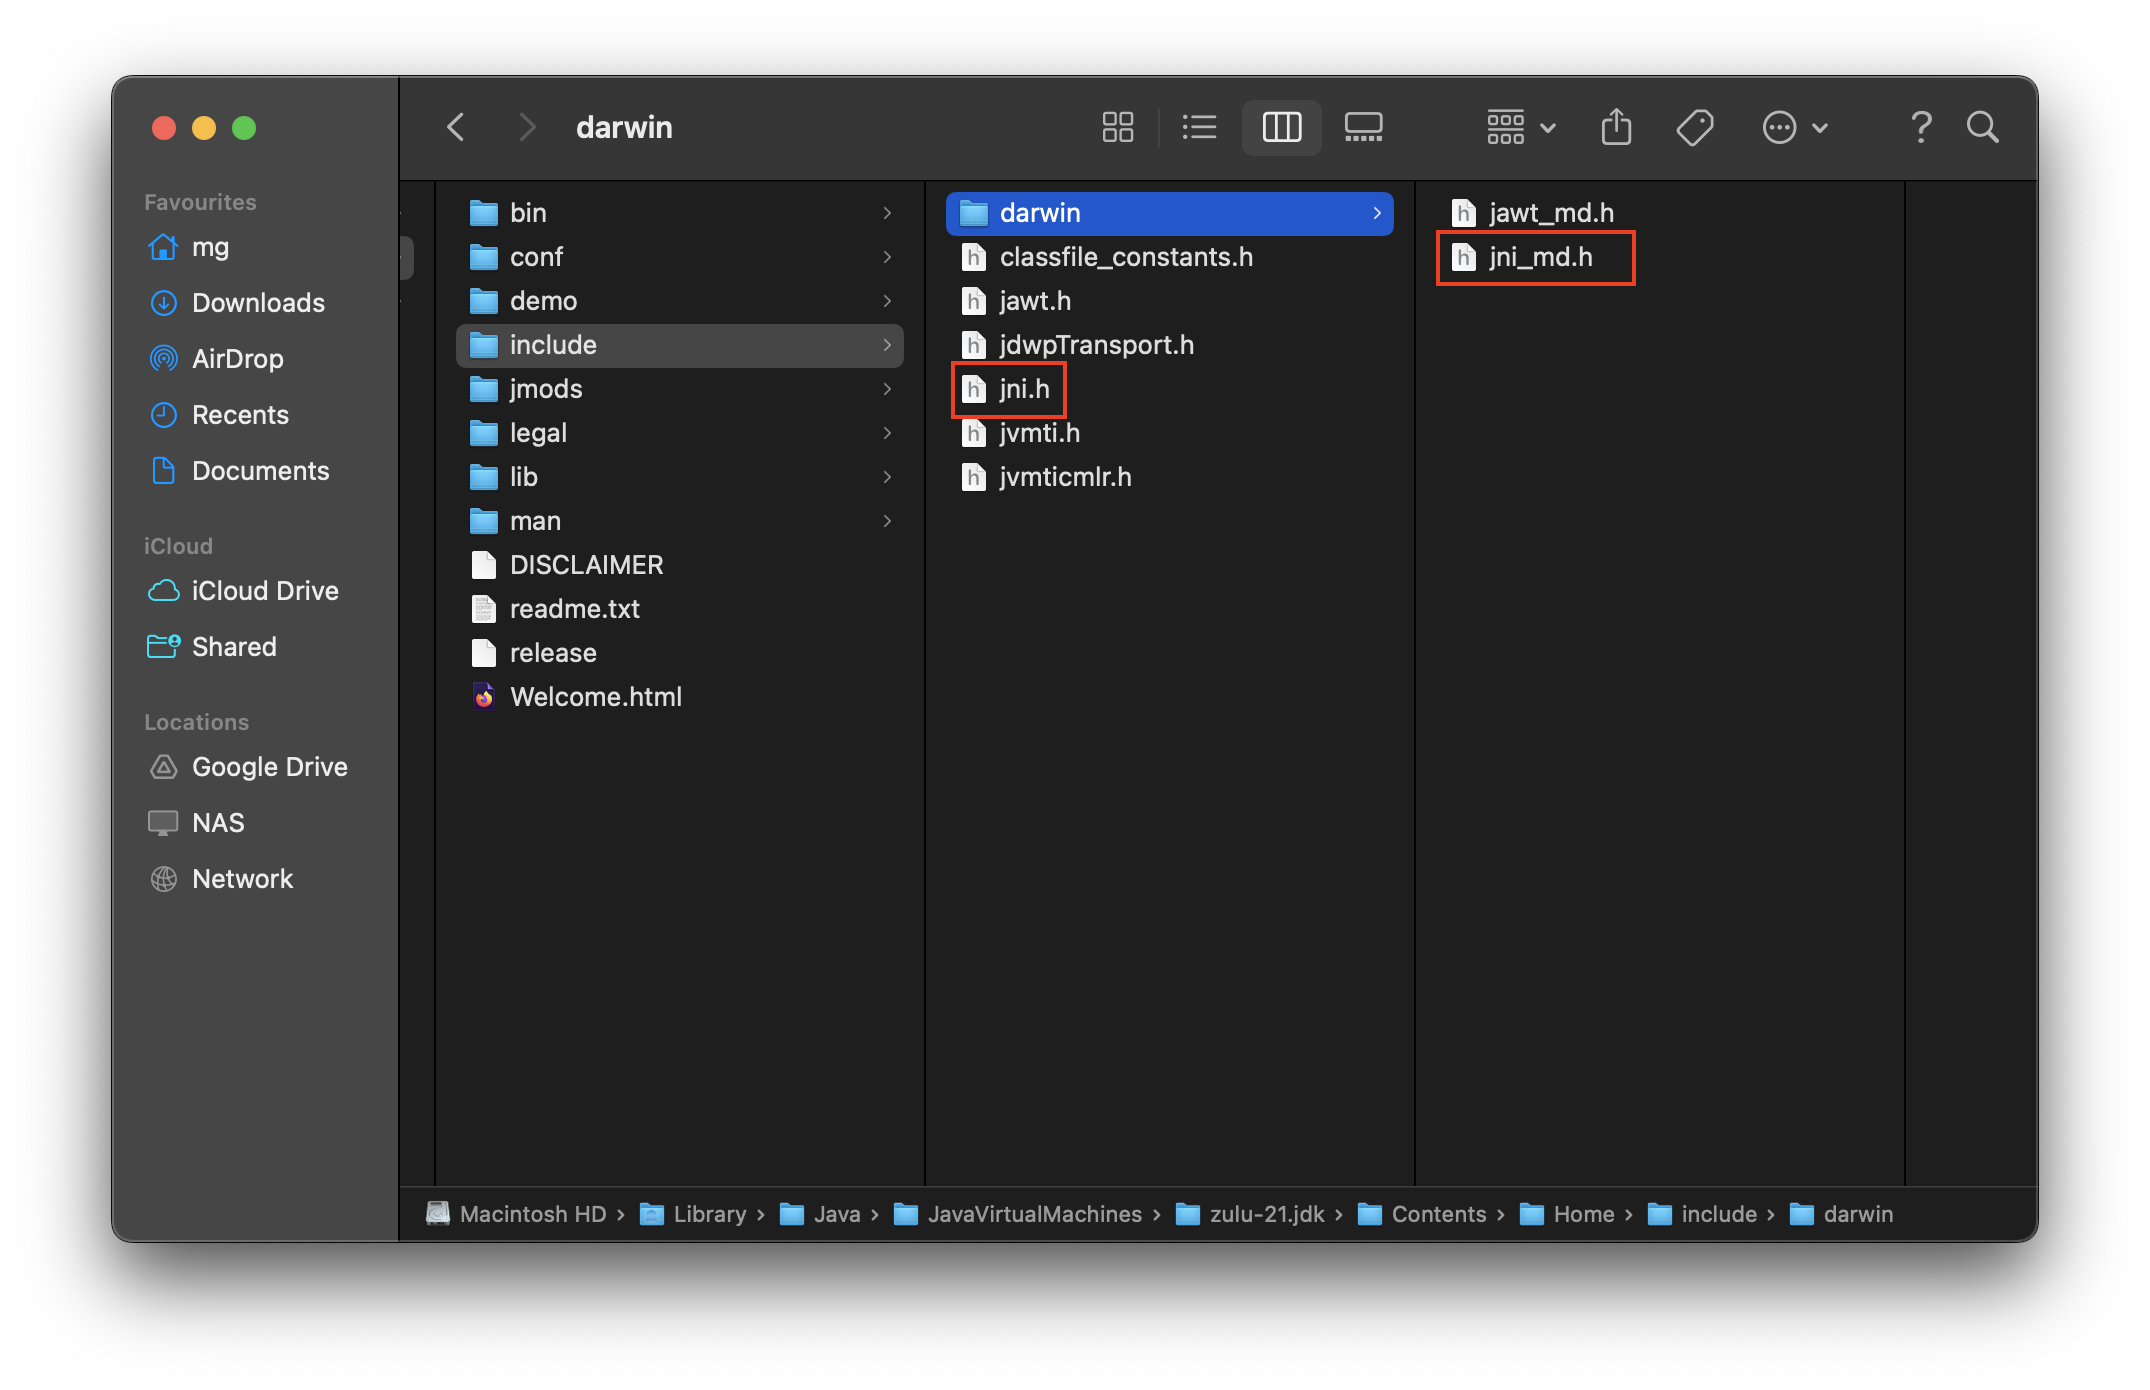 darwin
Favourites
mg
Downloads
AirDrop
Recents
Documents
iCloud
iCloud Drive
Shared
Locations
Google Drive
NAS
Network
bin
conf
demo
include
jmods
legal
lib
man
DISCLAIMER
readme.txt
release
Welcome.html
darwin
classfile_constants.h
jawt.h
jdwpTransport.h
jni.h
jvmti.h
jvmticmlr.h
jawt_md.h
jni_md.h
Macintosh HD › Library › Java › JavaVirtualMachines › zulu-21.jdk › Contents › Home › include › darwin